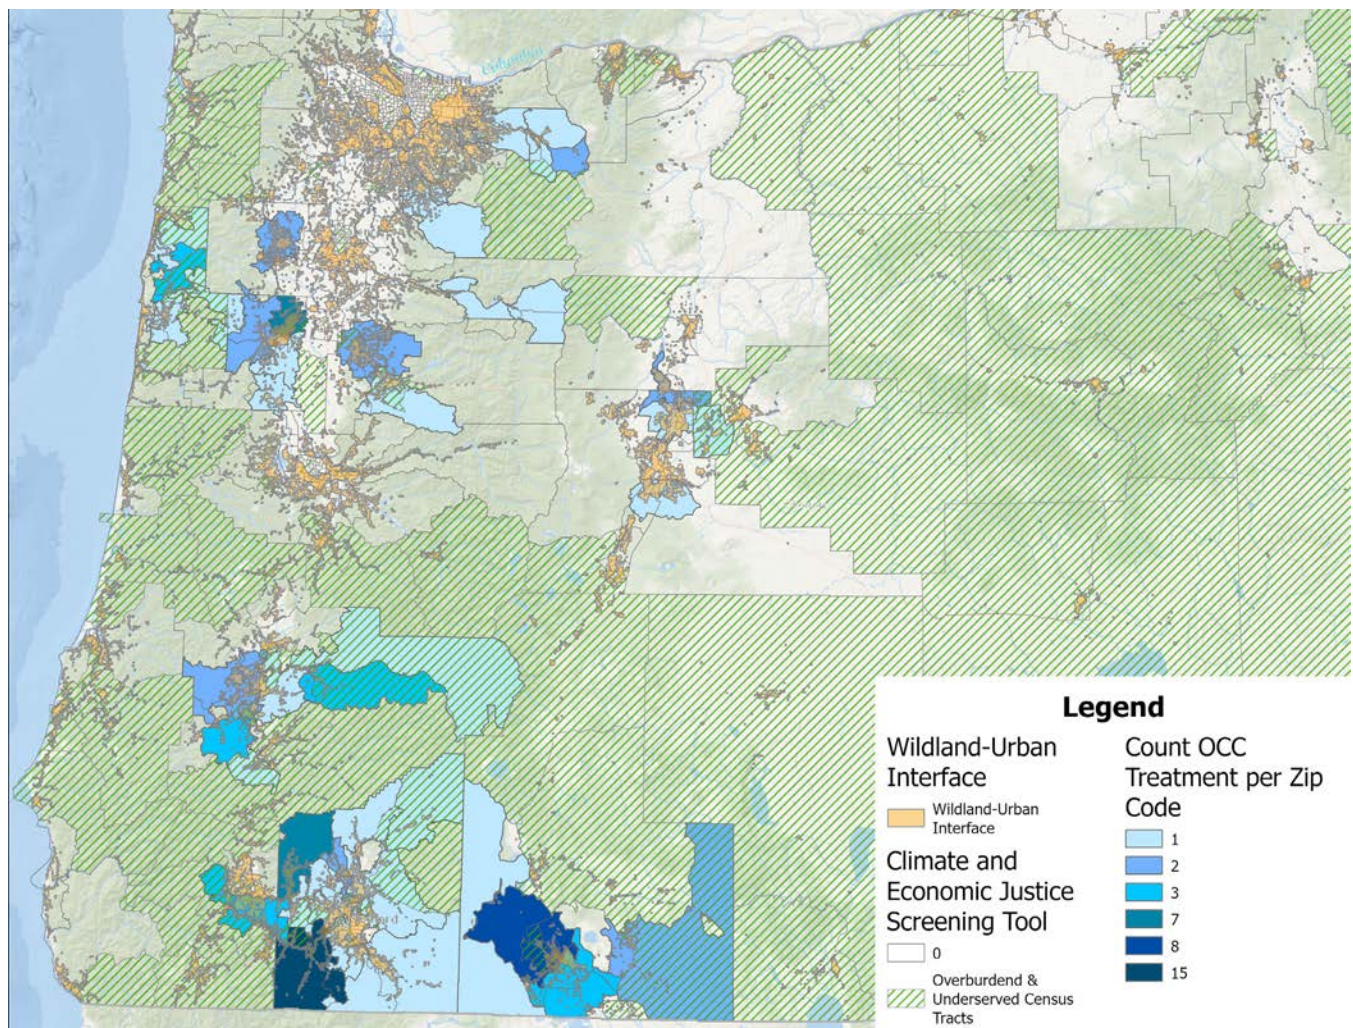 Columbia
Legend
Wildland-Urban
Interface
Wildland-Urban
Interface
Climate and
Economic Justice
Screening Tool
0
Overburdend &
Underserved Census
Tracts
Count OCC
Treatment per Zip
Code
1
2
3
7
8
15